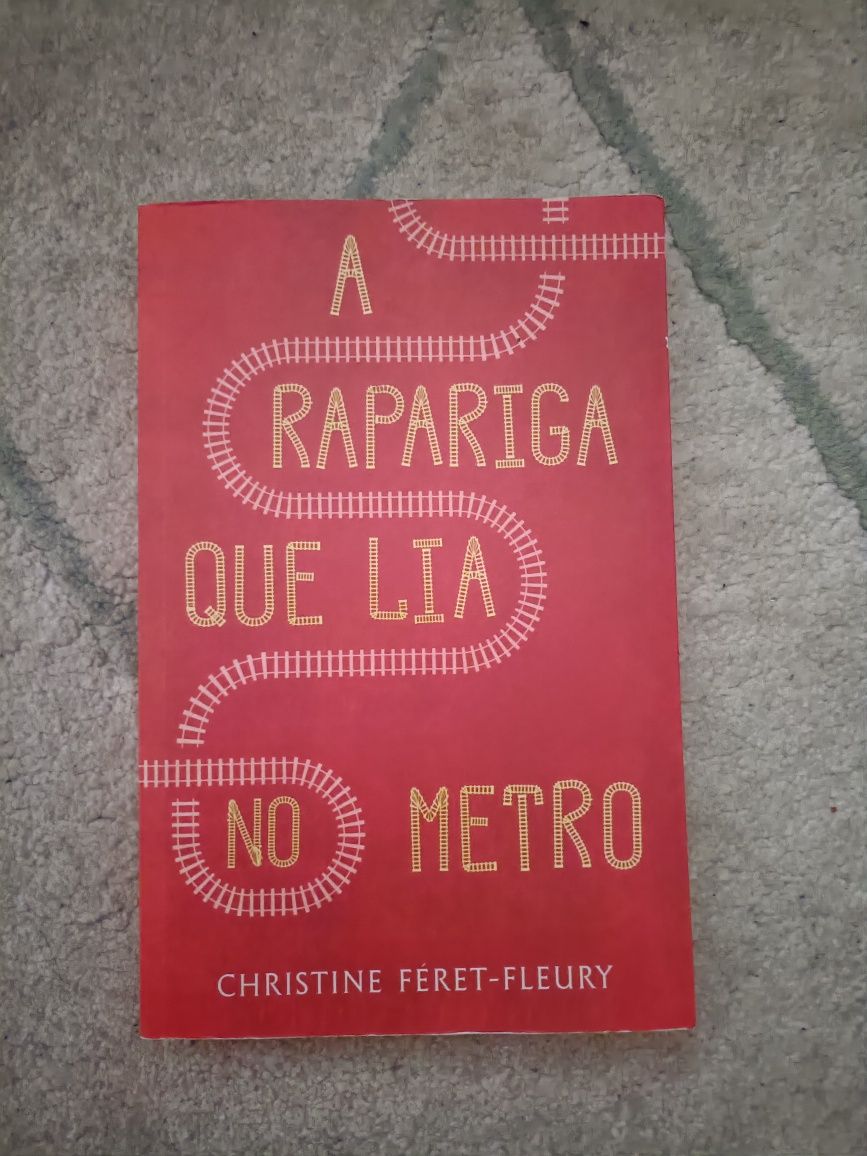 A
RAPARIGA
QUE LIA
NO METRO
CHRISTINE FÉRET-FLEURY